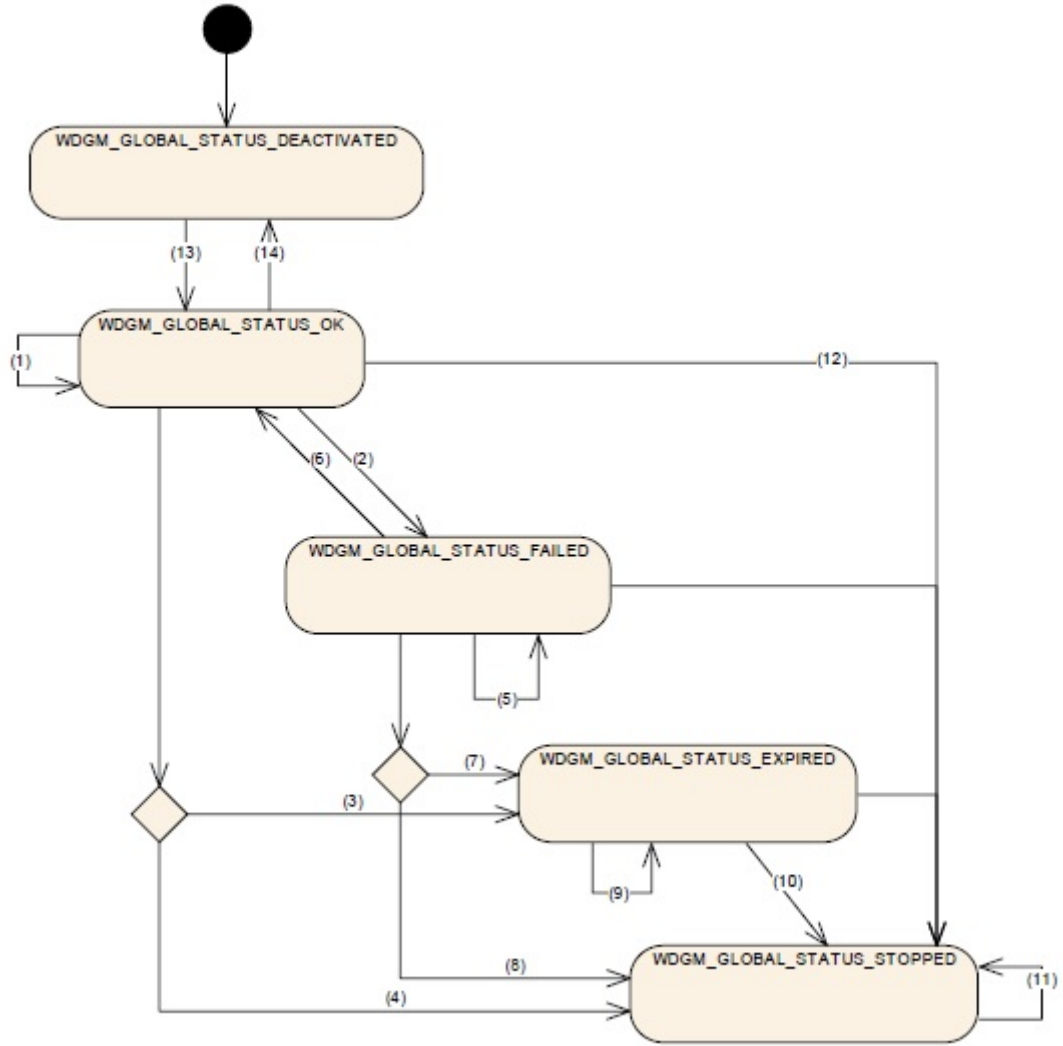 WDGM_GLOBAL_STATUS_DEACTIVATED
(13)
(14)
WDGM_GLOBAL_STATUS_OK
(1)
(12)
(6)
(2)
WDGM_GLOBAL_STATUS_FAILED
(5)
WDGM_GLOBAL_STATUS_EXPIRED
(7)
(3)
(9)
(10)
WDGM_GLOBAL_STATUS_STOPPED
(8)
(11)
(4)